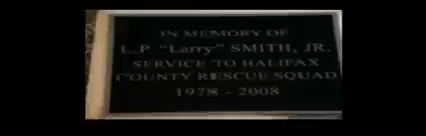 IN MEMORY OF
L.P. "Larry" SMITH, JR.
SERVICE TO HALIFAX
COUNTY RESCUE SQUAD
1978 - 2008